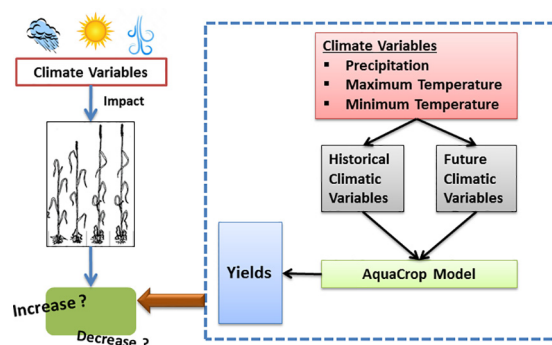 Climate Variables
Impact
Increase ?
Decrease ?
Climate Variables
▪ Precipitation
▪ Maximum Temperature
▪ Minimum Temperature
Historical
Climatic
Variables
Future
Climatic
Variables
AquaCrop Model
Yields